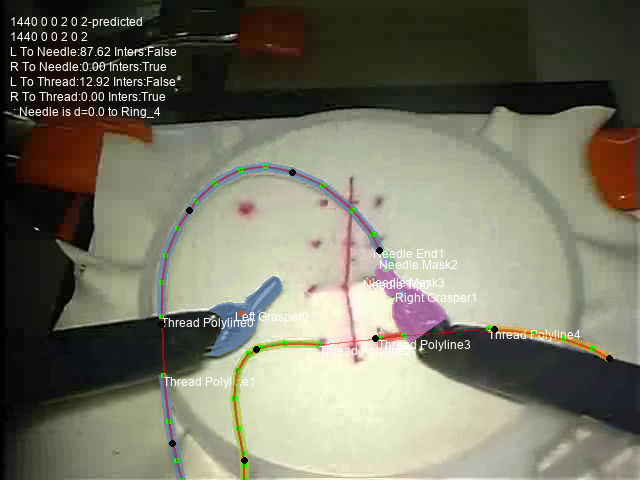 1440 0 0 2 0 2-predicted
1440 0 0 2 0 2
L To Needle:87.62 Inters:False
R To Needle:0.00 Inters:True
L To Thread:12.92 Inters:False
R To Thread:0.00 Inters:True
: Needle is d=0.0 to Ring_4
Needle End1
Needle Mask2
Needle Mask3
Right Grasper1
Left Grasper0
Thread Polyline0
Thread Polyline4
Thread Polyline3